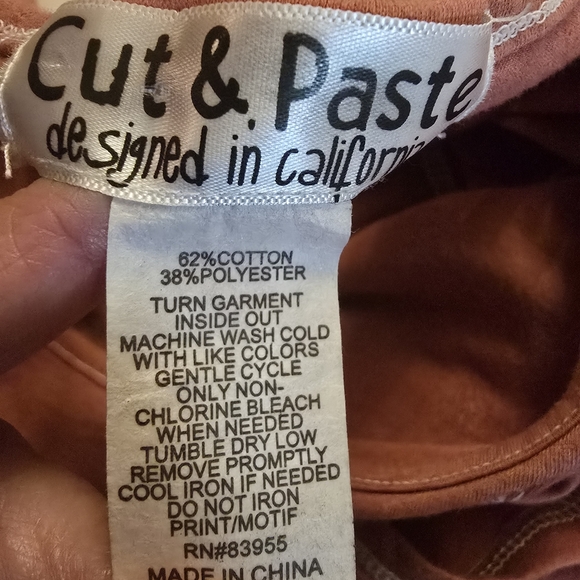 Cut & Paste
designed in california
62%COTTON
38%POLYESTER
TURN GARMENT
INSIDE OUT
MACHINE WASH COLD
WITH LIKE COLORS
GENTLE CYCLE
ONLY NON-
CHLORINE BLEACH
WHEN NEEDED
TUMBLE DRY LOW
REMOVE PROMPTLY
COOL IRON IF NEEDED
DO NOT IRON
PRINT/MOTIF
RN#83955
MADE IN CHINA